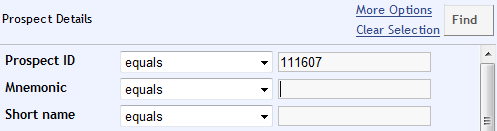 Prospect Details More Options Find
Clear Selection
Prospect ID equals 111607
Mnemonic equals
Short name equals